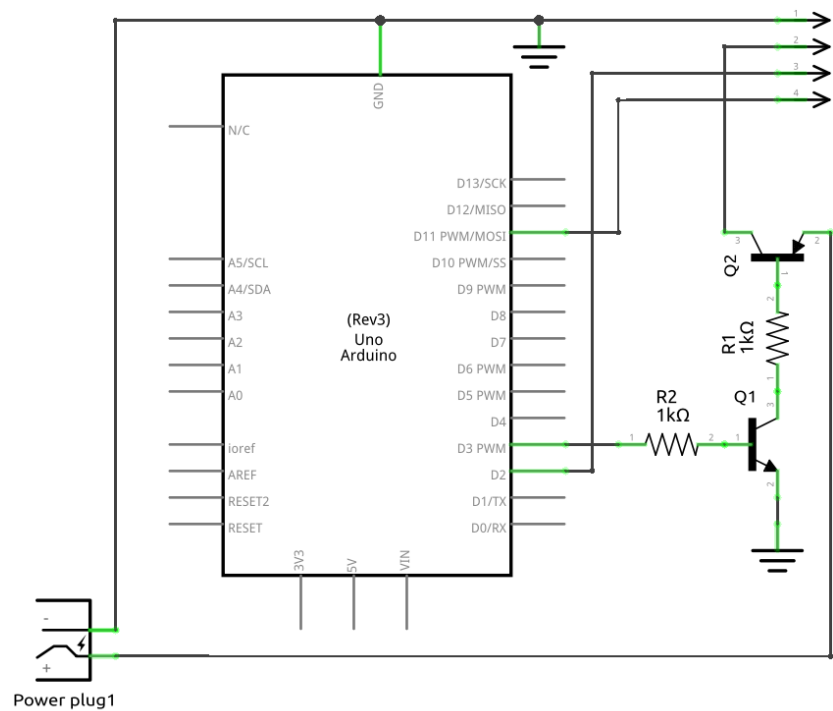 1
2
3
4
GND
N/C
D13/SCK
D12/MISO
D11 PWM/MOSI
3
2
A5/SCL
D10 PWM/SS
Q2
1
A4/SDA
D9 PWM
2
A3
(Rev3)
D8
Uno
R1
1kΩ
A2
D7
Arduino
A1
D6 PWM
1
A0
D5 PWM
R2
Q1
3
1kΩ
D4
ioref
D3 PWM
1
2
1
AREF
D2
2
RESET2
D1/TX
RESET
D0/RX
3V3
5V
VIN
-
+
Power plug1